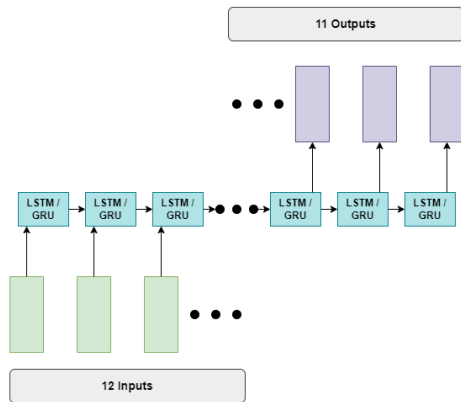 11 Outputs
LSTM /
GRU
LSTM /
GRU
LSTM /
GRU
LSTM /
GRU
LSTM /
GRU
LSTM /
GRU
12 Inputs